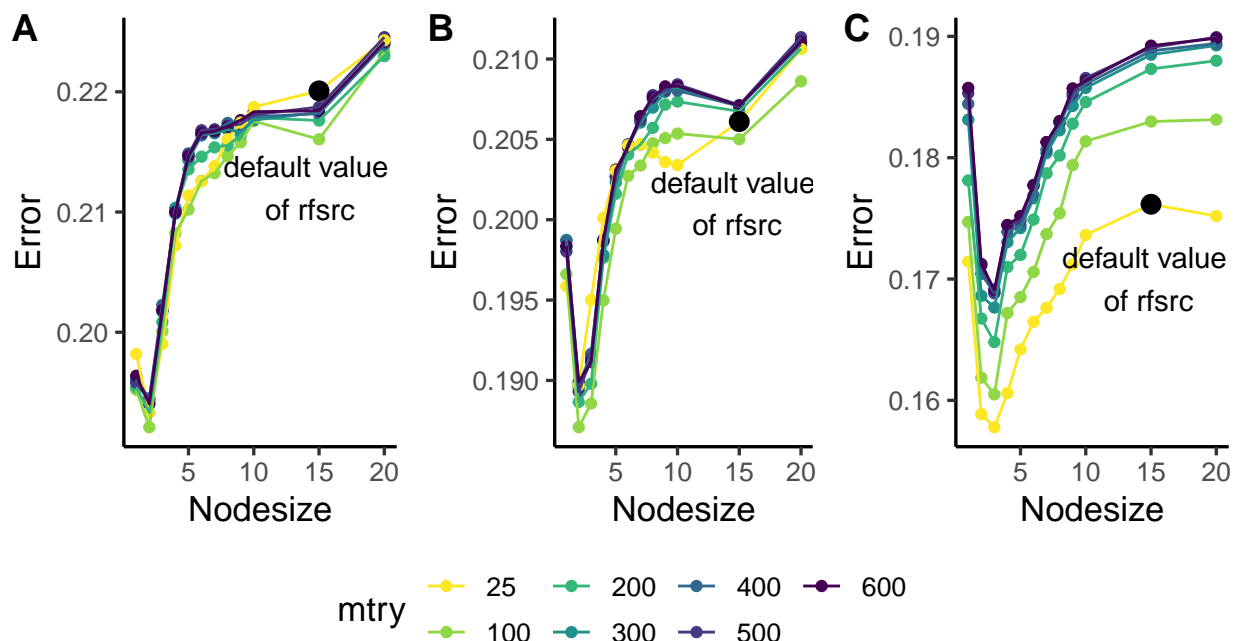 A
B
C
Error
0.22
0.21
0.20
default value
of rfsrc
5
10
15
20
Nodesize
Error
0.210
0.205
0.200
0.195
0.190
default value
of rfsrc
5
10
15
20
Nodesize
Error
0.19
0.18
0.17
0.16
default value
of rfsrc
5
10
15
20
Nodesize
mtry
25
200
400
600
100
300
500